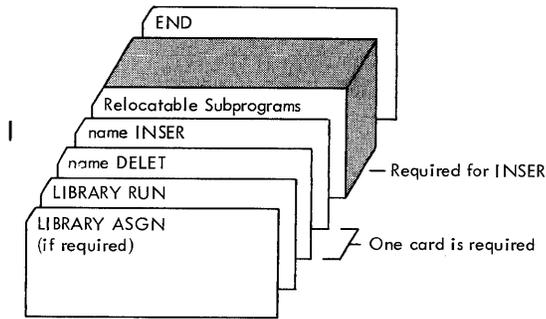 END
Relocatable Subprograms
name INSER
name DELET
LIBRARY RUN
LIBRARY ASGN
(if required)
Required for INSER
One card is required